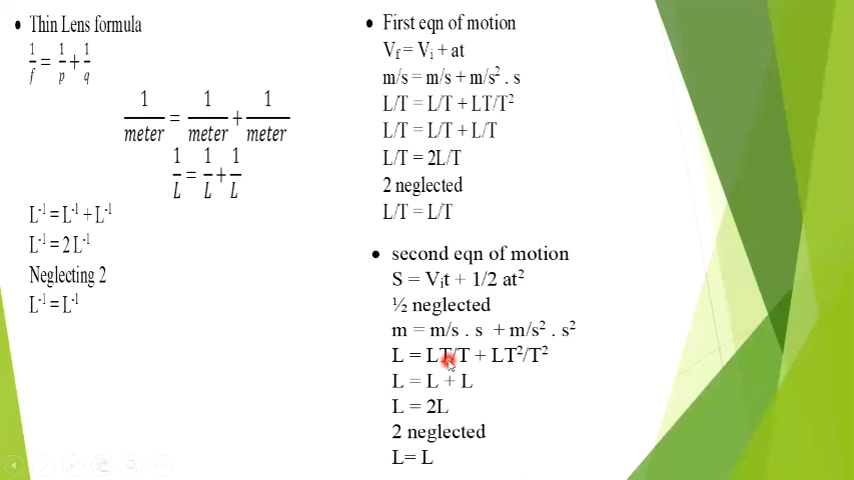 • Thin Lens formula
1/f = 1/p + 1/q
1/meter = 1/meter + 1/meter
1/L = 1/L + 1/L
L⁻¹ = L⁻¹ + L⁻¹
L⁻¹ = 2 L⁻¹
Neglecting 2
L⁻¹ = L⁻¹
• First eqn of motion
V_f = V_i + at
m/s = m/s + m/s² . s
L/T = L/T + LT/T²
L/T = L/T + L/T
L/T = 2L/T
2 neglected
L/T = L/T
• second eqn of motion
S = V_it + 1/2 at²
½ neglected
m = m/s . s + m/s² . s²
L = LT/T + LT²/T²
L = L + L
L = 2L
2 neglected
L= L